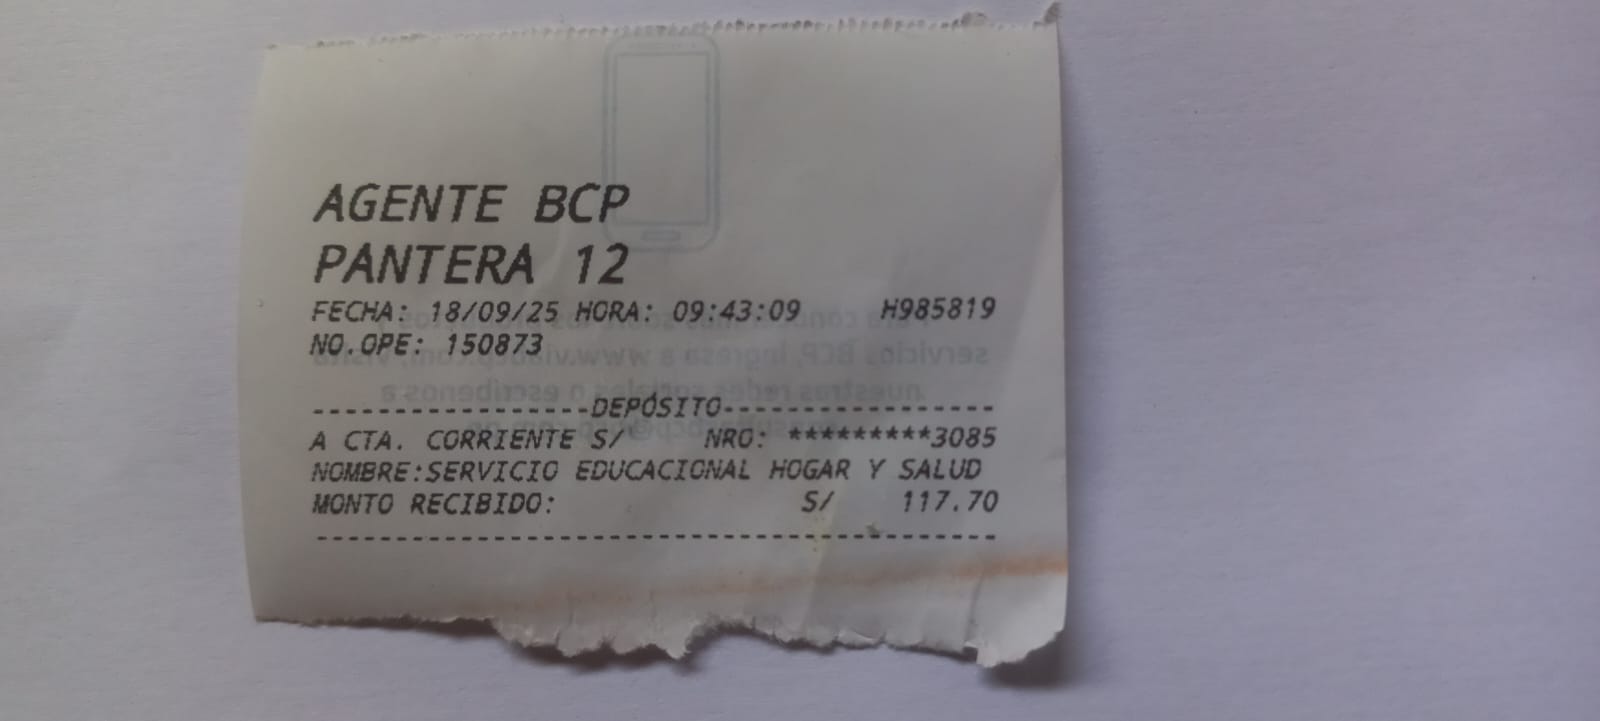 AGENTE BCP
PANTERA 12
FECHA: 18/09/25 HORA: 09:43:09 H985819
NO.OPE: 150873
-----------------DEPÓSITO-----------------
A CTA. CORRIENTE S/ NRO: *********3085
NOMBRE:SERVICIO EDUCACIONAL HOGAR Y SALUD
MONTO RECIBIDO: S/ 117.70
------------------------------------------